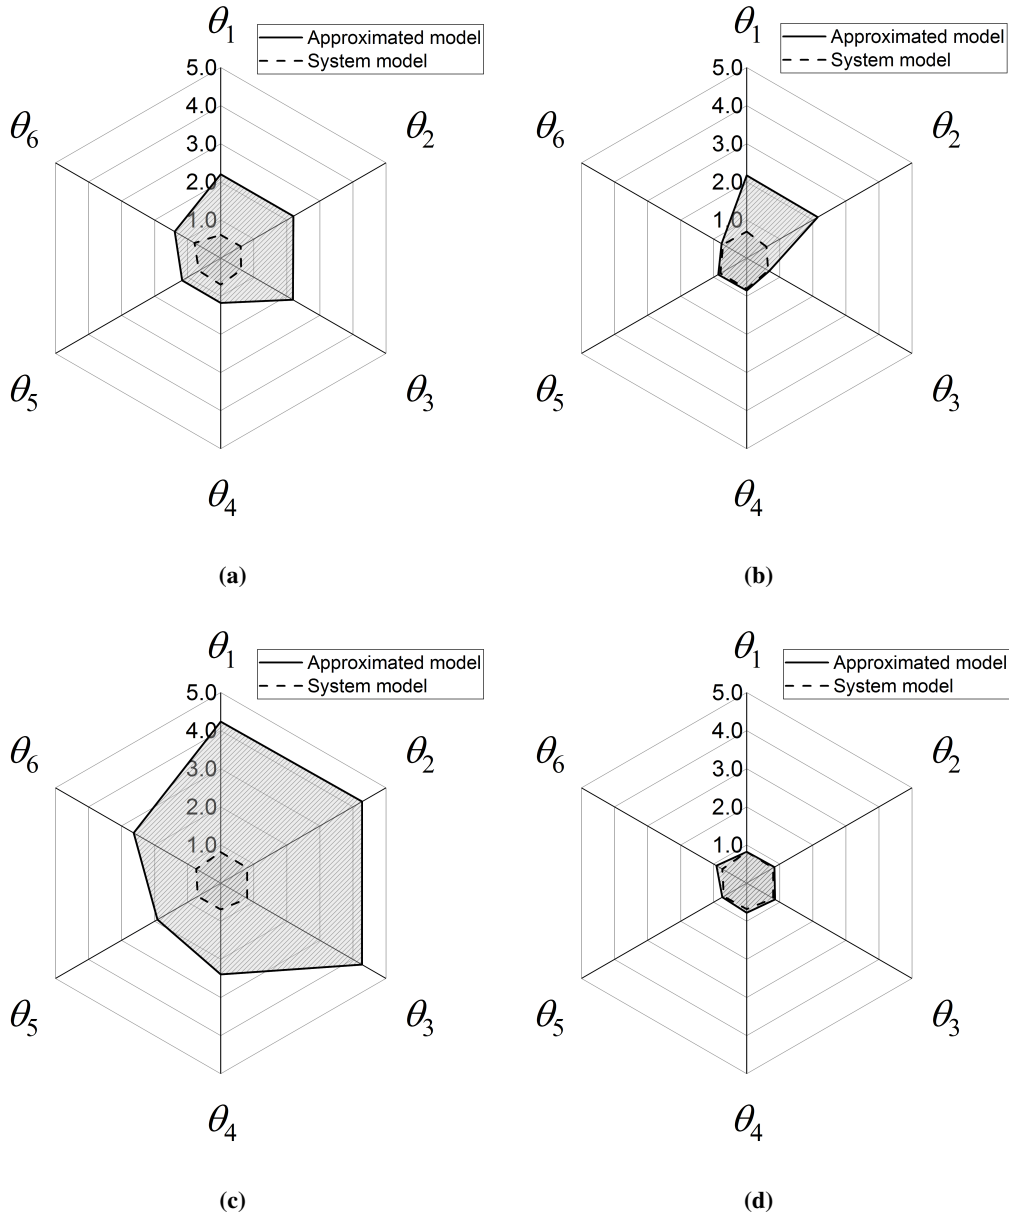 θ1
Approximated model
System model
5.0
4.0
3.0
2.0
1.0
θ6
θ2
θ5
θ3
θ4
(a)
θ1
Approximated model
System model
5.0
4.0
3.0
2.0
1.0
θ6
θ2
θ5
θ3
θ4
(b)
θ1
Approximated model
System model
5.0
4.0
3.0
2.0
1.0
θ6
θ2
θ5
θ3
θ4
(c)
θ1
Approximated model
System model
5.0
4.0
3.0
2.0
1.0
θ6
θ2
θ5
θ3
θ4
(d)